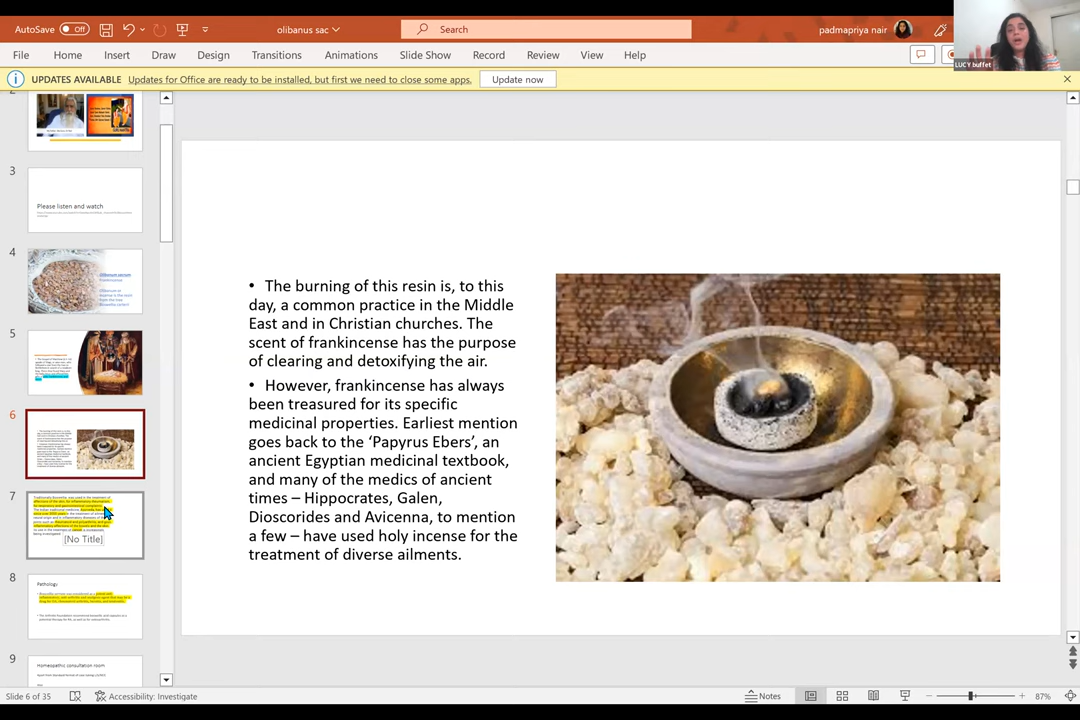 AutoSave Off
olibanus sac
Search
padmapriya nair
LUCY buffet
File Home Insert Draw Design Transitions Animations Slide Show Record Review View Help
UPDATES AVAILABLE Updates for Office are ready to be installed, but first we need to close some apps. Update now
3
Please listen and watch
4
5
6
7
[No Title]
8
Pathology
9
Homeopathic consultation room
• The burning of this resin is, to this
day, a common practice in the Middle
East and in Christian churches. The
scent of frankincense has the purpose
of clearing and detoxifying the air.
• However, frankincense has always
been treasured for its specific
medicinal properties. Earliest mention
goes back to the ‘Papyrus Ebers’, an
ancient Egyptian medicinal textbook,
and many of the medics of ancient
times – Hippocrates, Galen,
Dioscorides and Avicenna, to mention
a few – have used holy incense for the
treatment of diverse ailments.
Slide 6 of 35
Accessibility: Investigate
Notes
87%